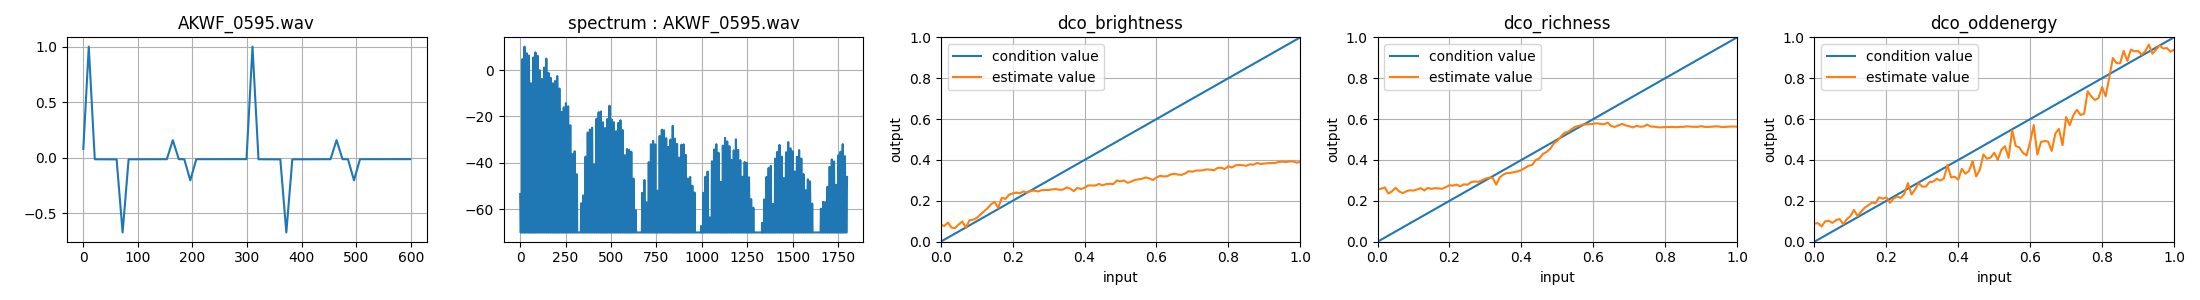 AKWF_0595.wav
1.0
0.5
0.0
−0.5
0 100 200 300 400 500 600
spectrum : AKWF_0595.wav
0
−20
−40
−60
0 250 500 750 1000 1250 1500 1750
dco_brightness
condition value
estimate value
output
1.0
0.8
0.6
0.4
0.2
0.0
0.0 0.2 0.4 0.6 0.8 1.0
input
dco_richness
condition value
estimate value
output
1.0
0.8
0.6
0.4
0.2
0.0
0.0 0.2 0.4 0.6 0.8 1.0
input
dco_oddenergy
condition value
estimate value
output
1.0
0.8
0.6
0.4
0.2
0.0
0.0 0.2 0.4 0.6 0.8 1.0
input